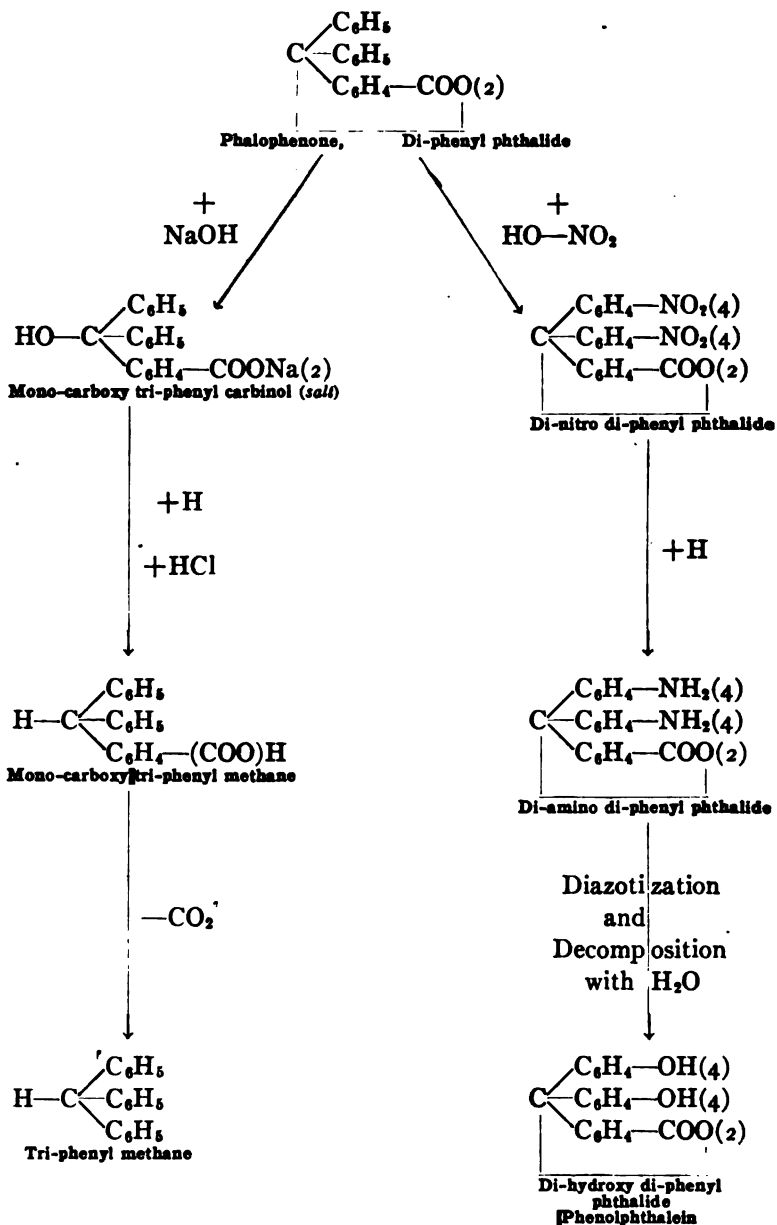 C₆H₅
C—C₆H₅
C₆H₄—COO(2)
Phalophenone, Di-phenyl phthalide
+
NaOH
+
HO—NO₂
C₆H₅
HO—C—C₆H₅
C₆H₄—COONa(2)
Mono-carboxy tri-phenyl carbinol (salt)
C₆H₄—NO₂(4)
C—C₆H₄—NO₂(4)
C₆H₄—COO(2)
Di-nitro di-phenyl phthalide
+H
+HCl
+H
C₆H₅
H—C—C₆H₅
C₆H₄—(COO)H
Mono-carboxy tri-phenyl methane
C₆H₄—NH₂(4)
C—C₆H₄—NH₂(4)
C₆H₄—COO(2)
Di-amino di-phenyl phthalide
—CO₂
Diazotization
and
Decomposition
with H₂O
C₆H₅
H—C—C₆H₅
C₆H₅
Tri-phenyl methane
C₆H₄—OH(4)
C—C₆H₄—OH(4)
C₆H₄—COO(2)
Di-hydroxy di-phenyl
phthalide
[Phenolphthalein